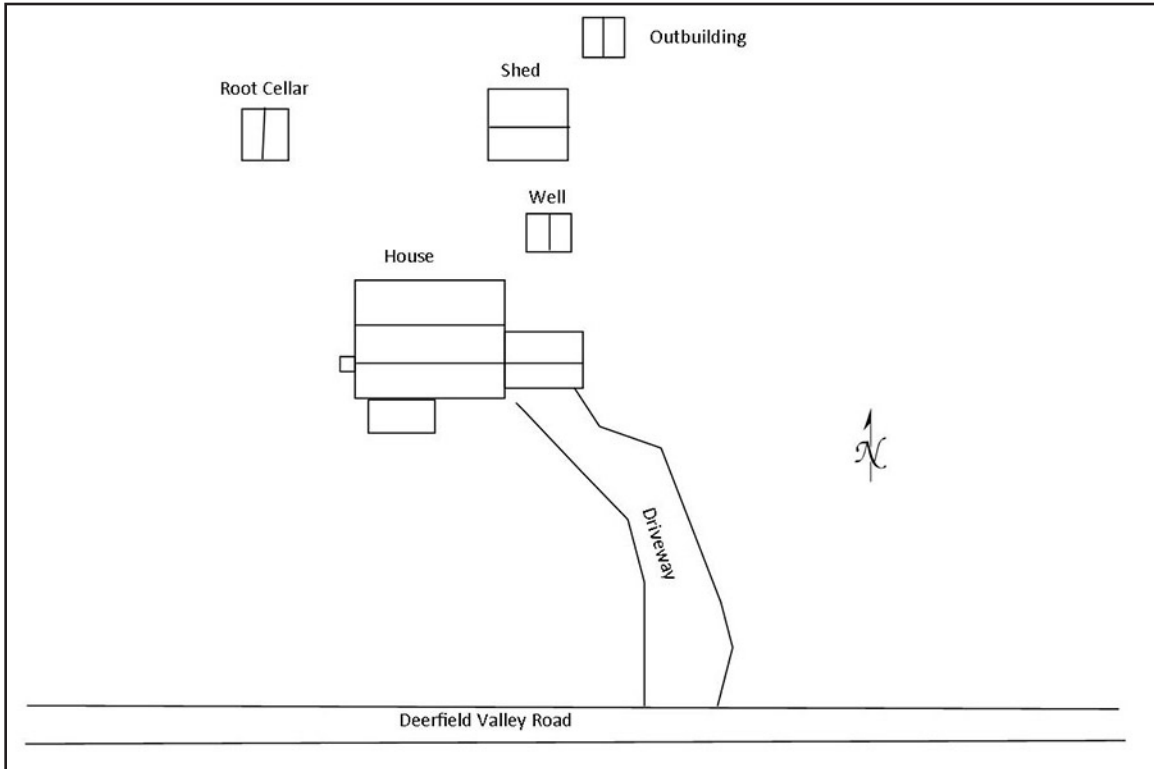 Outbuilding
Shed
Root Cellar
Well
House
N
Driveway
Deerfield Valley Road